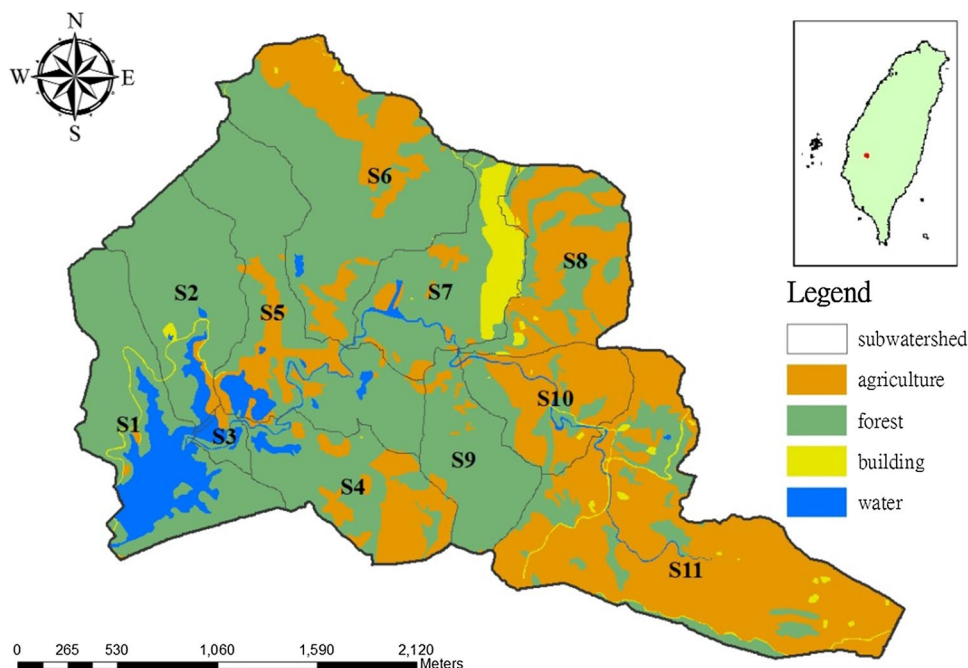 N
W E
S
S6
S8
S2
S7
S5
S10
S1
S3
S9
S4
S11
Legend
subwatershed
agriculture
forest
building
water
0 265 530 1,060 1,590 2,120
Meters